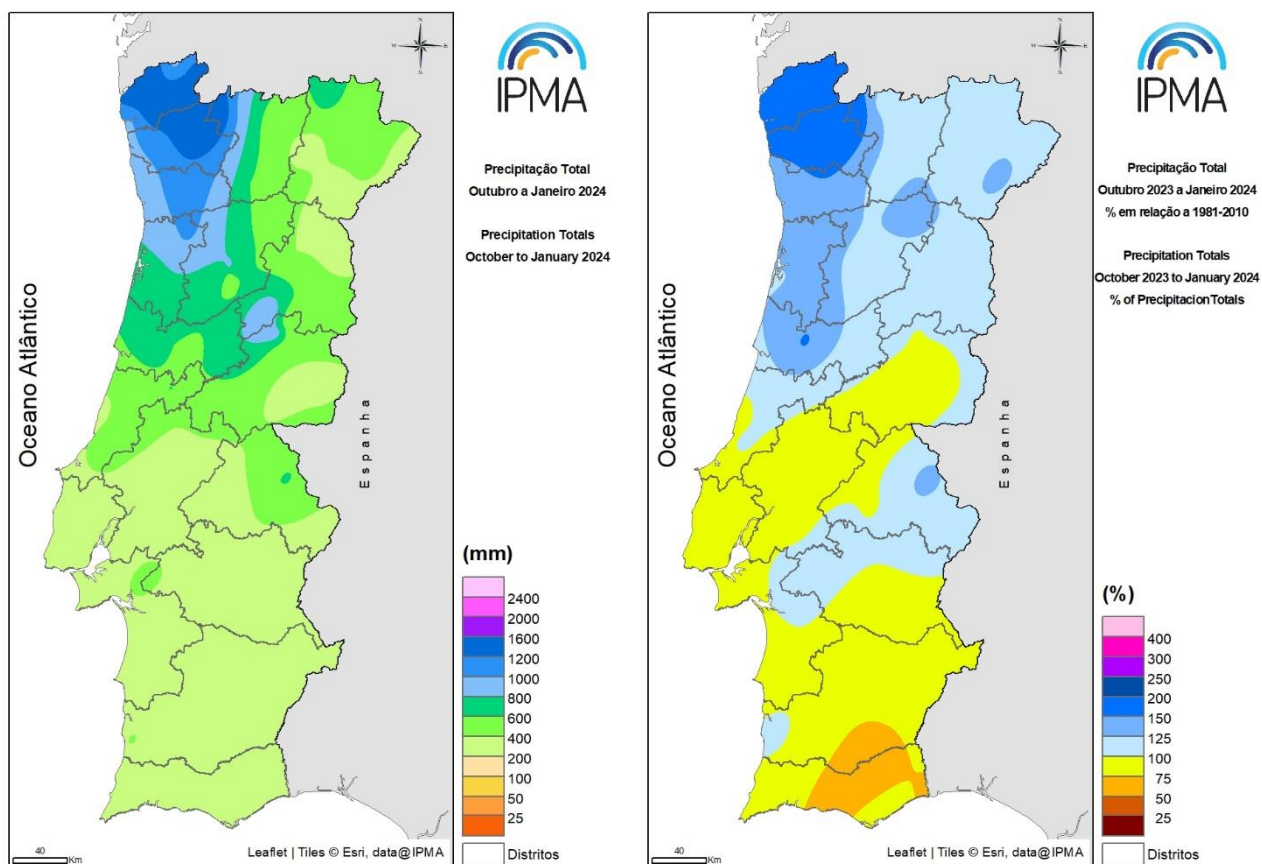 N
W
E
S
IPMA
Precipitação Total
Outubro a Janeiro 2024
Precipitation Totals
October to January 2024
Oceano Atlântico
Espanha
(mm)
2400
2000
1600
1200
1000
800
600
400
200
100
50
25
Distritos
40
Km
Leaflet | Tiles © Esri, data@IPMA
N
W
E
S
IPMA
Precipitação Total
Outubro 2023 a Janeiro 2024
% em relação a 1981-2010
Precipitation Totals
October 2023 to January 2024
% of PrecipitacionTotals
Oceano Atlântico
Espanha
(%)
400
300
250
200
150
125
100
75
50
25
Distritos
40
Km
Leaflet | Tiles © Esri, data@IPMA